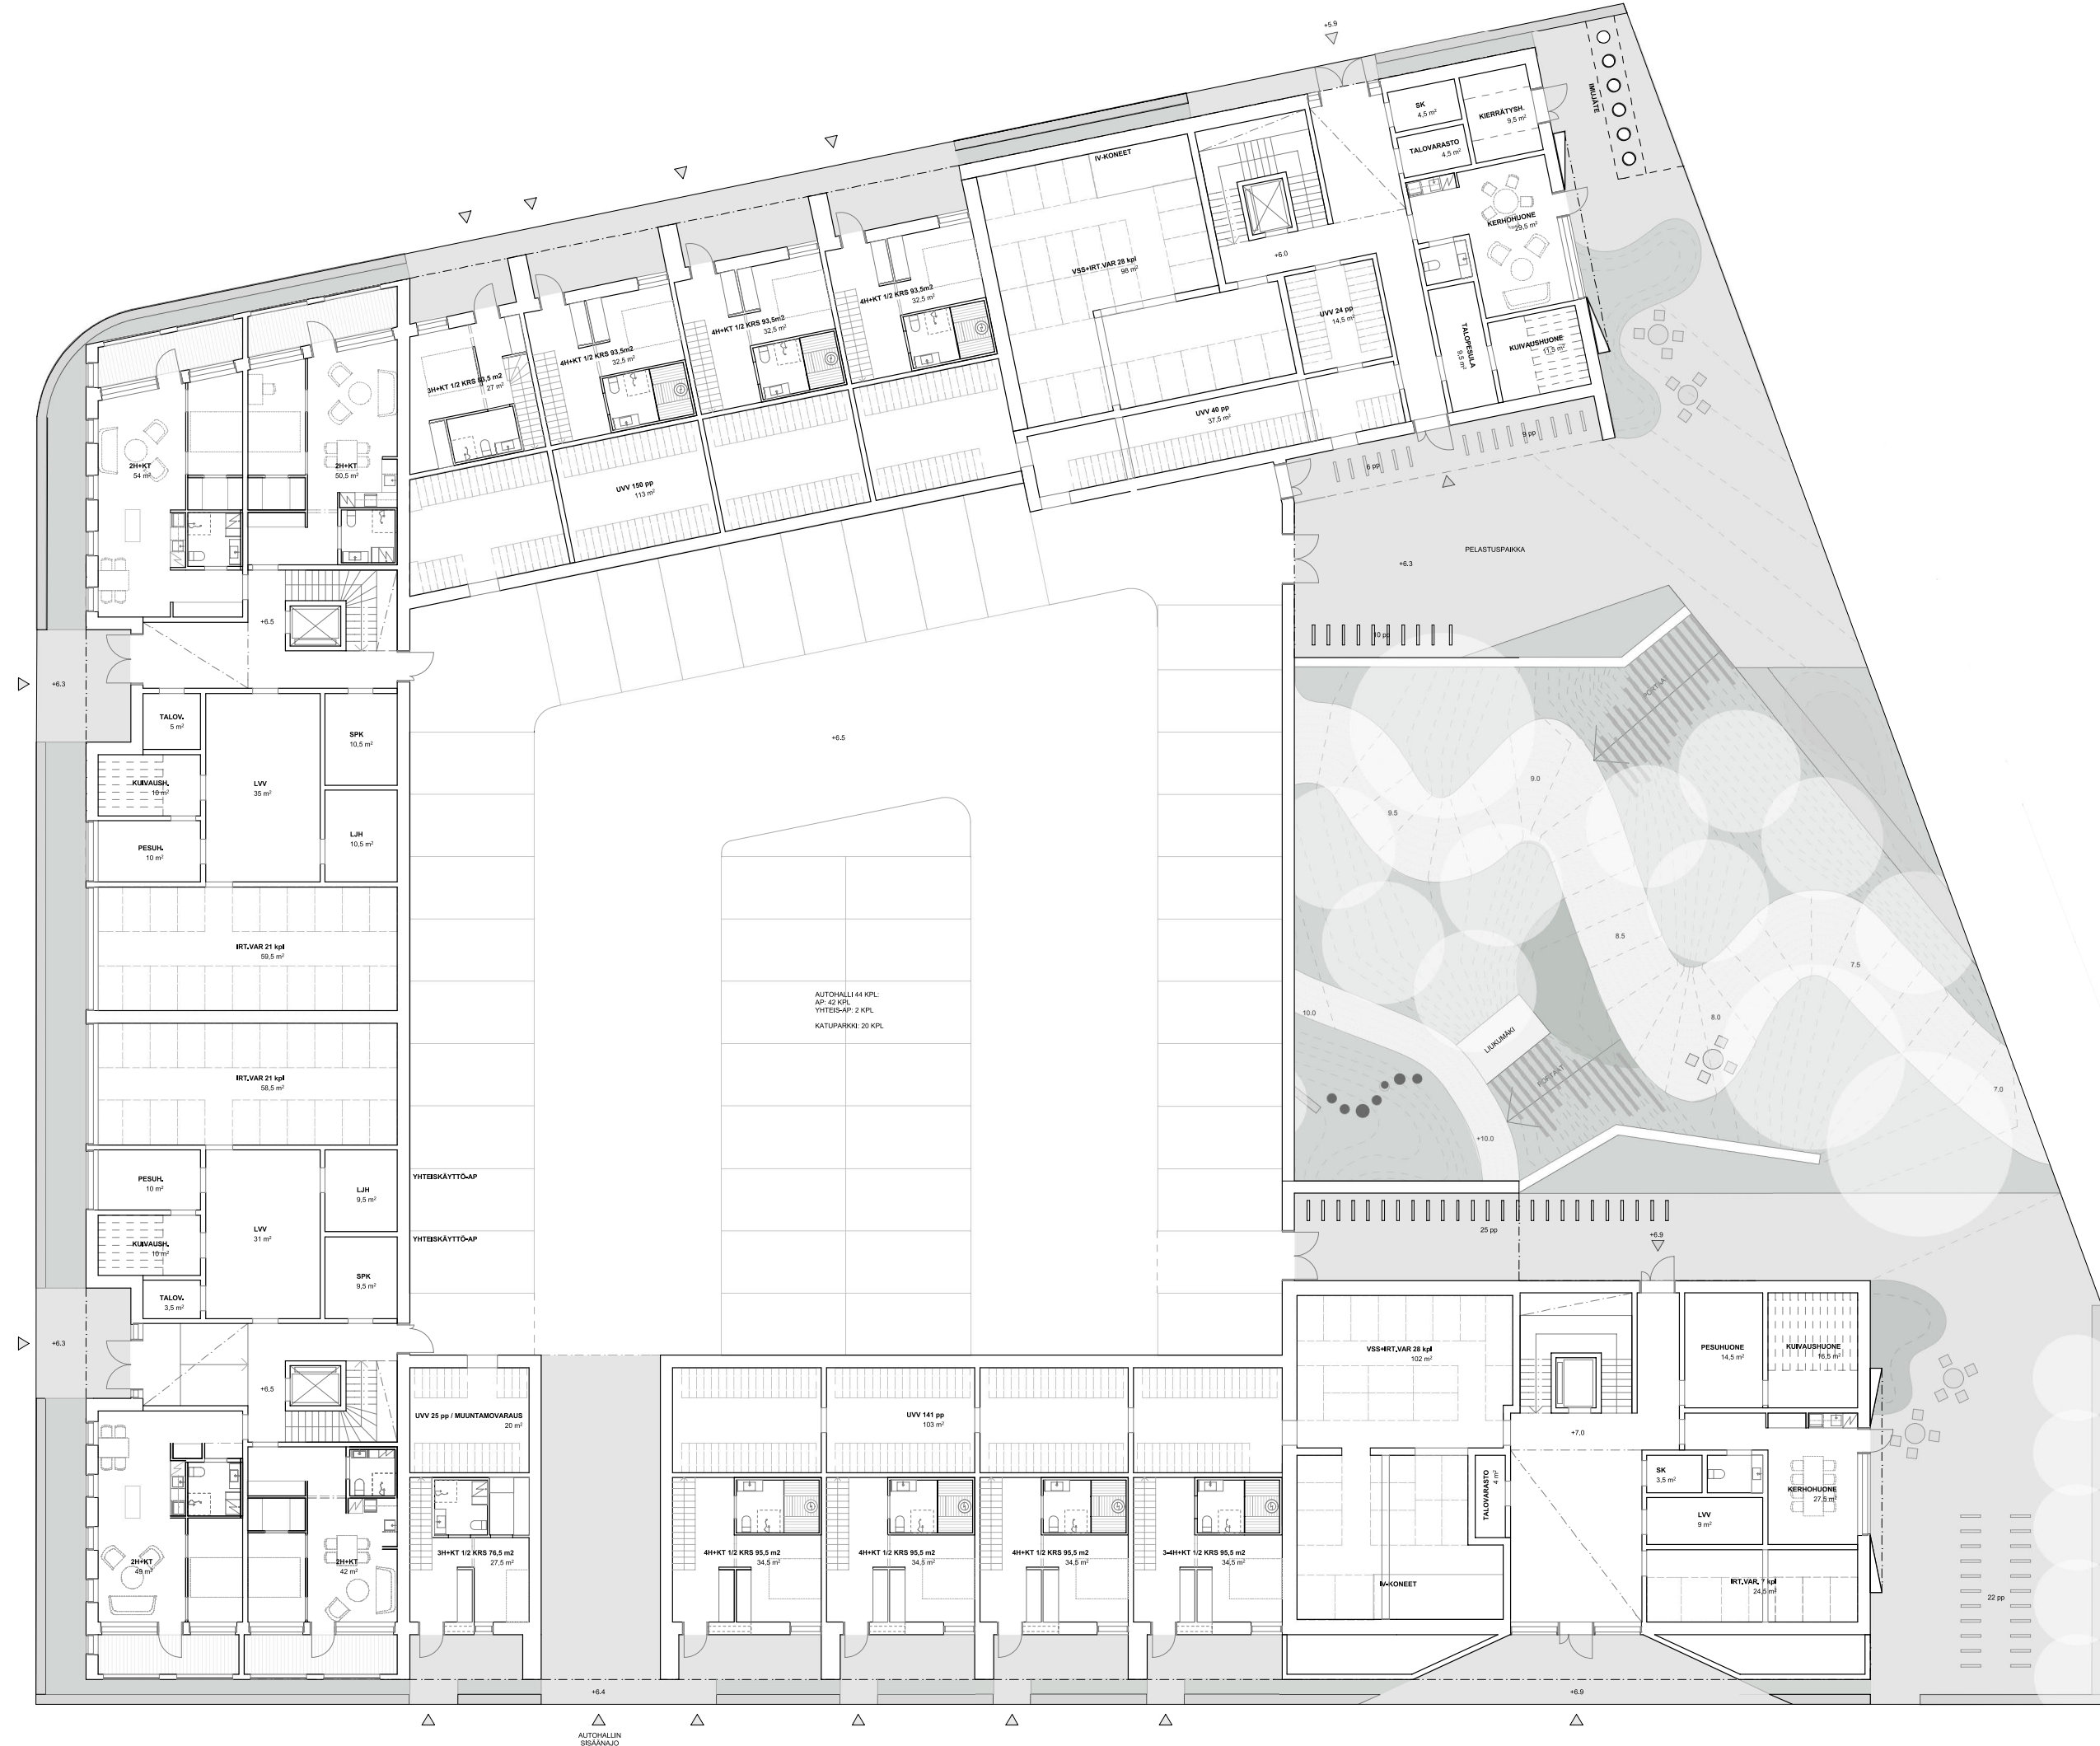 +5.9
IMUJÄTE
SK
4,5 m²
KIERRÄTYSH.
9,5 m²
TALOVARASTO
4,5 m²
IV-KONEET
KERHOHUONE
29,5 m²
+6.0
VSS+IRT.VAR 28 kpl
98 m²
UVV 24 pp
14,5 m²
TALOPESULA
9,5 m²
KUIVAUSHUONE
11,5 m²
4H+KT 1/2 KRS 93,5m2
32,5 m²
4H+KT 1/2 KRS 93,5m2
32,5 m²
4H+KT 1/2 KRS 93,5m2
32,5 m²
3H+KT 1/2 KRS 83,5 m2
27 m²
UVV 40 pp
37,5 m²
9 pp
6 pp
2H+KT
54 m²
2H+KT
50,5 m²
UVV 150 pp
113 m²
PELASTUSPAIKKA
+6.3
+6.5
10 pp
+6.3
PORTAAT
TALOV.
5 m²
SPK
10,5 m²
+6.5
KUIVAUSH.
10 m²
LVV
35 m²
9.0
9.5
LJH
10,5 m²
PESUH.
10 m²
IRT.VAR 21 kpl
59,5 m²
8.5
7.5
AUTOHALLI 44 KPL:
AP: 42 KPL
YHTEIS-AP: 2 KPL
KATUPARKKI: 20 KPL
10.0
8.0
LIUKUMÄKI
PORTAAT
IRT.VAR 21 kpl
58,5 m²
7.0
+10.0
PESUH.
10 m²
LJH
9,5 m²
YHTEISKÄYTTÖ-AP
LVV
31 m²
KUIVAUSH.
10 m²
YHTEISKÄYTTÖ-AP
25 pp
+6.9
SPK
9,5 m²
TALOV.
3,5 m²
+6.3
VSS+IRT.VAR 28 kpl
102 m²
PESUHUONE
14,5 m²
KUIVAUSHUONE
16,5 m²
+6.5
UVV 25 pp / MUUNTAMOVARAUS
20 m²
UVV 141 pp
103 m²
+7.0
TALOVARASTO
4 m²
SK
3,5 m²
KERHOHUONE
27,5 m²
LVV
9 m²
2H+KT
49 m²
2H+KT
42 m²
3H+KT 1/2 KRS 76,5 m2
27,5 m²
4H+KT 1/2 KRS 95,5 m2
34,5 m²
4H+KT 1/2 KRS 95,5 m2
34,5 m²
4H+KT 1/2 KRS 95,5 m2
34,5 m²
3-4H+KT 1/2 KRS 95,5 m2
34,5 m²
IV-KONEET
IRT.VAR. 7 kpl
24,5 m²
22 pp
+6.4
+6.9
AUTOHALLIN
SISÄÄNAJO